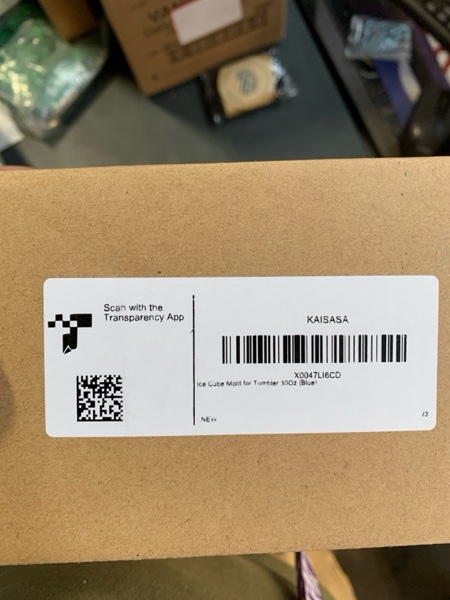 Scan with the
Transparency App
KAISASA
X0047LI6CD
Ice Cube Mold for Tumbler 30Oz (Blue)
NEW